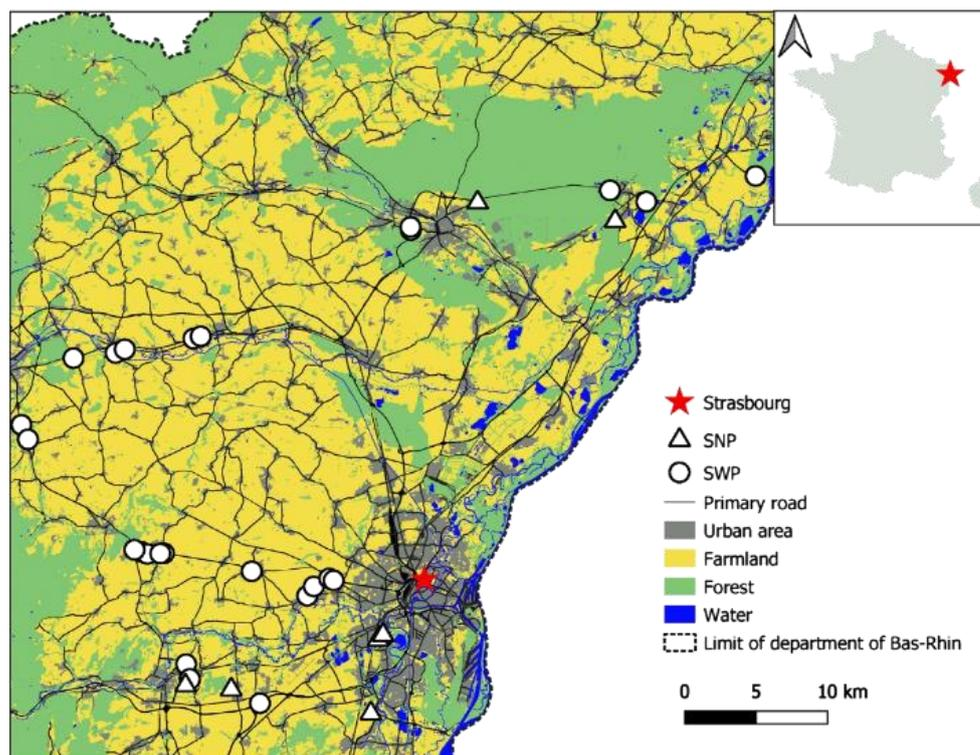 Strasbourg
SNP
SWP
Primary road
Urban area
Farmland
Forest
Water
Limit of department of Bas-Rhin
0 5 10 km